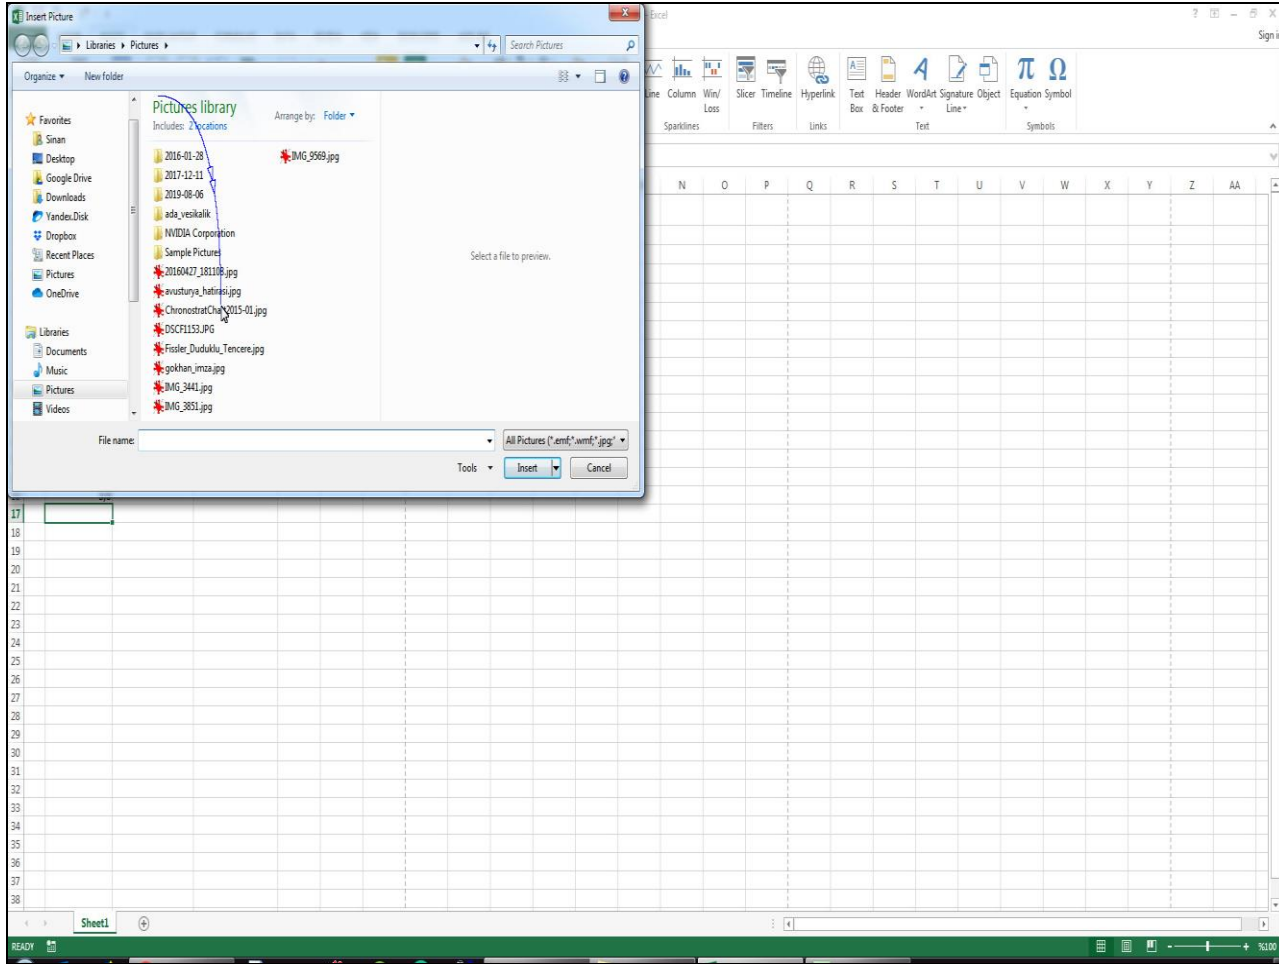 Insert Picture
- Excel
Sign i
Libraries Pictures
Search Pictures
Organize New folder
Line Column Win/ Loss Slicer Timeline Hyperlink Text Box Header & Footer WordArt Signature Line Object Equation Symbol
Sparklines Filters Links Text Symbols
Pictures library
Includes: 2 locations
Arrange by: Folder
Favorites
Sinan
Desktop
Google Drive
Downloads
Yandex.Disk
Dropbox
Recent Places
Pictures
OneDrive
Libraries
Documents
Music
Pictures
Videos
2016-01-28
2017-12-11
2019-08-06
ada_vesikalik
NVIDIA Corporation
Sample Pictures
avusturya_hatirasi.jpg
DSCF1153.JPG
Fissler_Duduklu_Tencere.jpg
gokhan_imza.jpg
IMG_3441.jpg
IMG_3851.jpg
IMG_9569.jpg
Select a file to preview.
File name:
All Pictures (*.emf;*.wmf;*.jpg;*
Tools Insert Cancel
N O P Q R S T U V W X Y Z AA
17
18
19
20
21
22
23
24
25
26
27
28
29
30
31
32
33
34
35
36
37
38
Sheet1
READY
%100